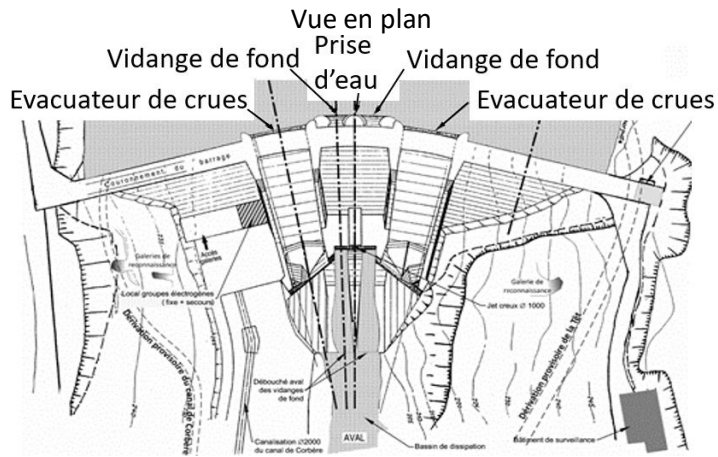 Vue en plan
Vidange de fond
Prise
d'eau
Vidange de fond
Evacuateur de crues
Evacuateur de crues
Couronnement du barrage
Galeries de
reconnaissance
Accès
galeries
Local groupes électrogènes
( fixe + secours)
Galerie de
reconnaissance
Jet creux Ø 1000
Dérivation provisoire du canal de Corbère
Dérivation provisoire de la Têt
Débouché aval
des vidanges
de fond
Canalisation Ø2000
du canal de Corbère
AVAL
Bassin de dissipation
Bâtiment de surveillance